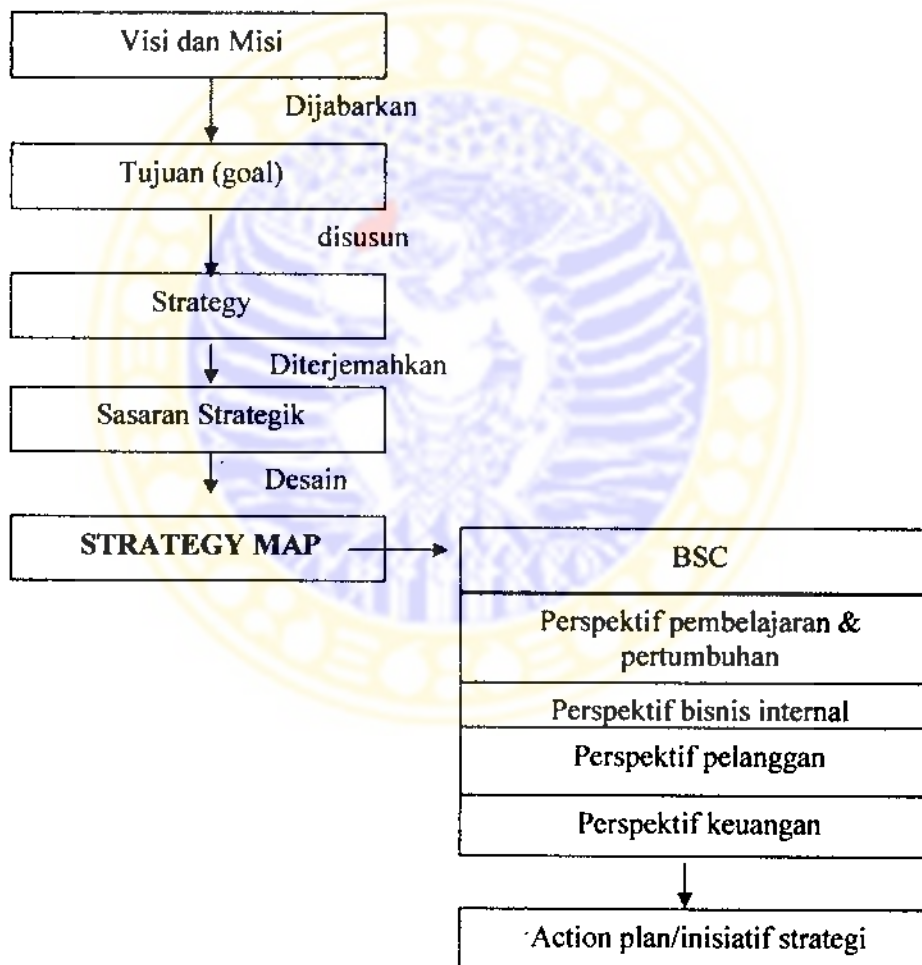 Visi dan Misi
Dijabarkan
Tujuan (goal)
disusun
Strategy
Diterjemahkan
Sasaran Strategik
Desain
STRATEGY MAP
BSC
Perspektif pembelajaran &
pertumbuhan
Perspektif bisnis internal
Perspektif pelanggan
Perspektif keuangan
Action plan/inisiatif strategi